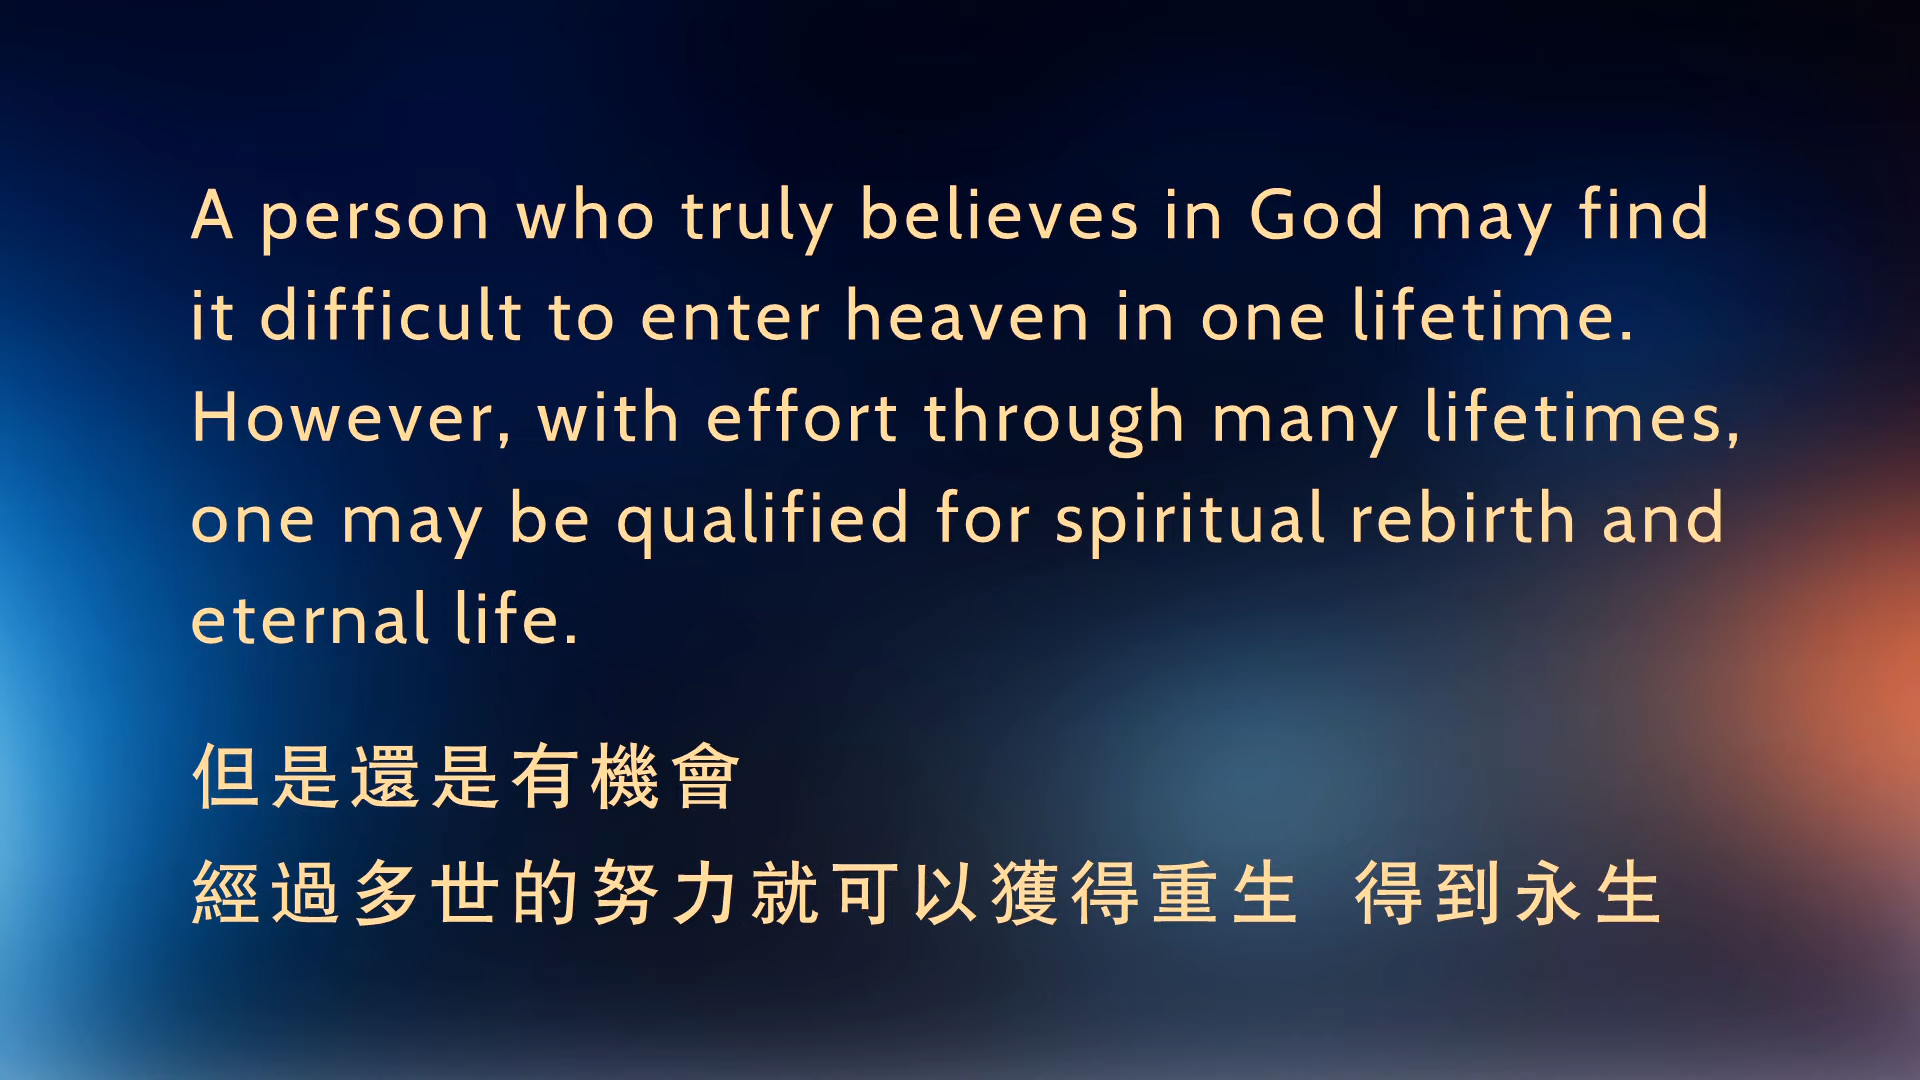 A person who truly believes in God may find
it difficult to enter heaven in one lifetime.
However, with effort through many lifetimes,
one may be qualified for spiritual rebirth and
eternal life.
但是還是有機會
經過多世的努力就可以獲得重生 得到永生